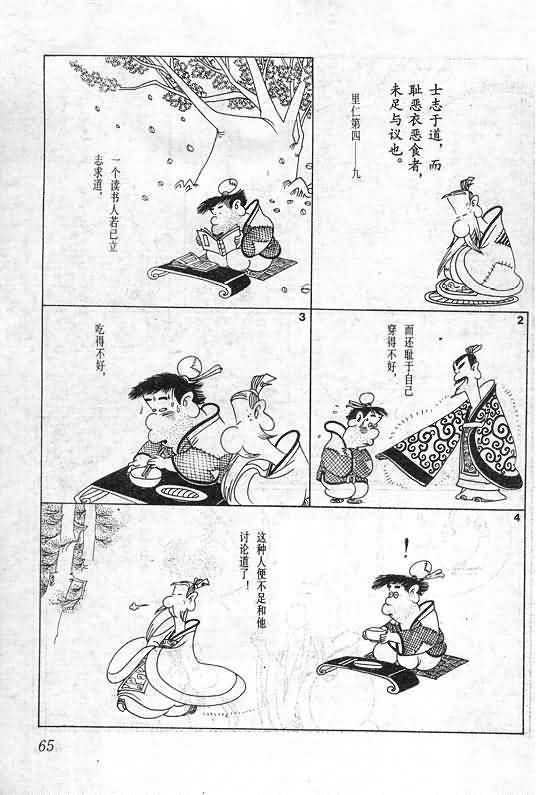 士志于道，而
耻恶衣恶食者，
未足与议也。
里仁第四——九
一个读书人若已立
志求道，
2
而还耻于自己
穿得不好，
3
吃得不好，
4
！
这种人便不足和他
讨论道了！
65